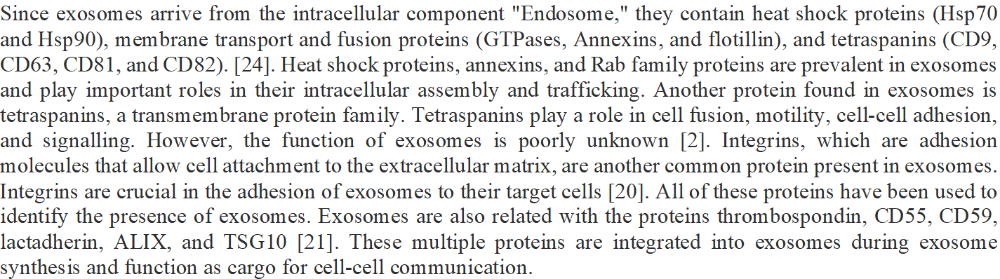 Since exosomes arrive from the intracellular component "Endosome," they contain heat shock proteins (Hsp70
and Hsp90), membrane transport and fusion proteins (GTPases, Annexins, and flotillin), and tetraspanins (CD9,
CD63, CD81, and CD82). [24]. Heat shock proteins, annexins, and Rab family proteins are prevalent in exosomes
and play important roles in their intracellular assembly and trafficking. Another protein found in exosomes is
tetraspanins, a transmembrane protein family. Tetraspanins play a role in cell fusion, motility, cell-cell adhesion,
and signalling. However, the function of exosomes is poorly unknown [2]. Integrins, which are adhesion
molecules that allow cell attachment to the extracellular matrix, are another common protein present in exosomes.
Integrins are crucial in the adhesion of exosomes to their target cells [20]. All of these proteins have been used to
identify the presence of exosomes. Exosomes are also related with the proteins thrombospondin, CD55, CD59,
lactadherin, ALIX, and TSG10 [21]. These multiple proteins are integrated into exosomes during exosome
synthesis and function as cargo for cell-cell communication.